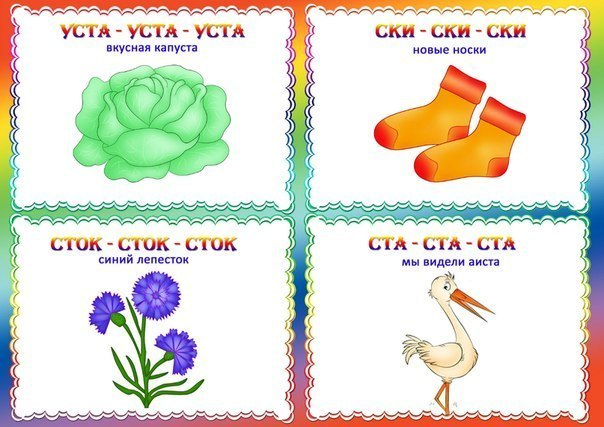 УСТА - УСТА - УСТА
вкусная капуста
СКИ - СКИ - СКИ
новые носки
СТОК - СТОК - СТОК
синий лепесток
СТА - СТА - СТА
мы видели аиста